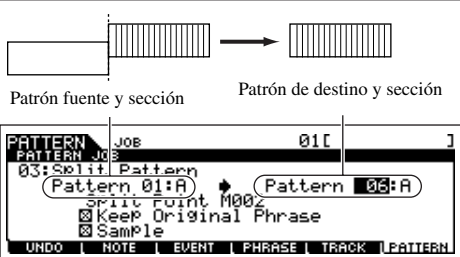 Patrón fuente y sección
Patrón de destino y sección
PATTERN JOB 01[ ]
PATTERN JOB
03:Split Pattern
Pattern 01:A Pattern 06:A
Split Point M002
Keep Original Phrase
Sample
UNDO NOTE EVENT PHRASE TRACK PATTERN